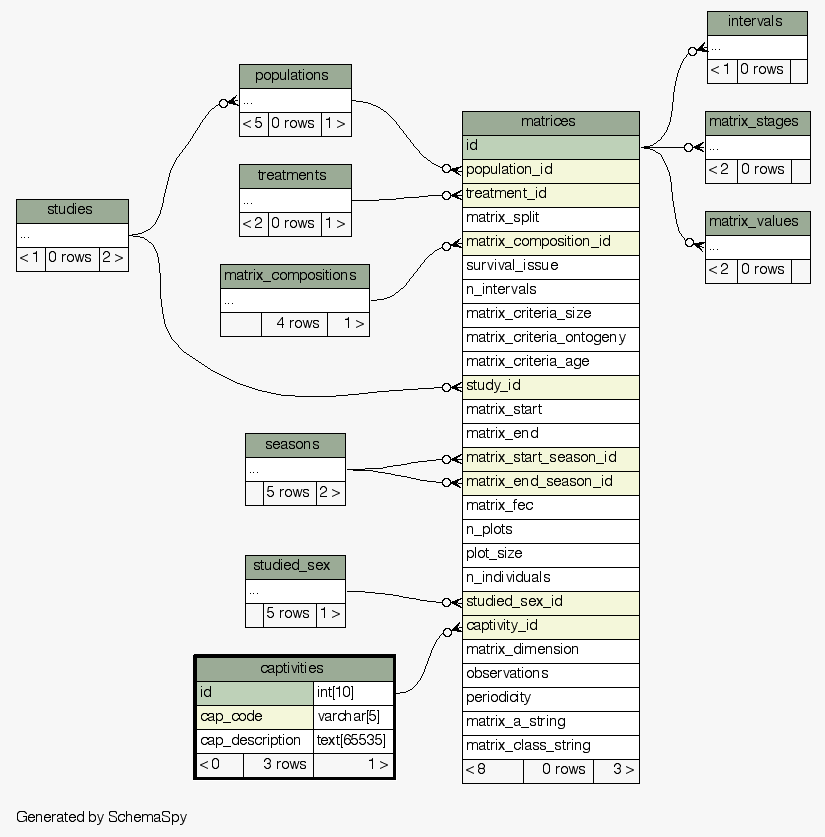 intervals
...
< 1 0 rows
populations
...
< 5 0 rows 1 >
matrices
id
population_id
treatment_id
matrix_split
matrix_composition_id
survival_issue
n_intervals
matrix_criteria_size
matrix_criteria_ontogeny
matrix_criteria_age
study_id
matrix_start
matrix_end
matrix_start_season_id
matrix_end_season_id
matrix_fec
n_plots
plot_size
n_individuals
studied_sex_id
captivity_id
matrix_dimension
observations
periodicity
matrix_a_string
matrix_class_string
< 8 0 rows 3 >
matrix_stages
...
< 2 0 rows
treatments
...
< 2 0 rows 1 >
studies
...
< 1 0 rows 2 >
matrix_values
...
< 2 0 rows
matrix_compositions
...
4 rows 1 >
seasons
...
5 rows 2 >
studied_sex
...
5 rows 1 >
captivities
id int[10]
cap_code varchar[5]
cap_description text[65535]
< 0 3 rows 1 >
Generated by SchemaSpy